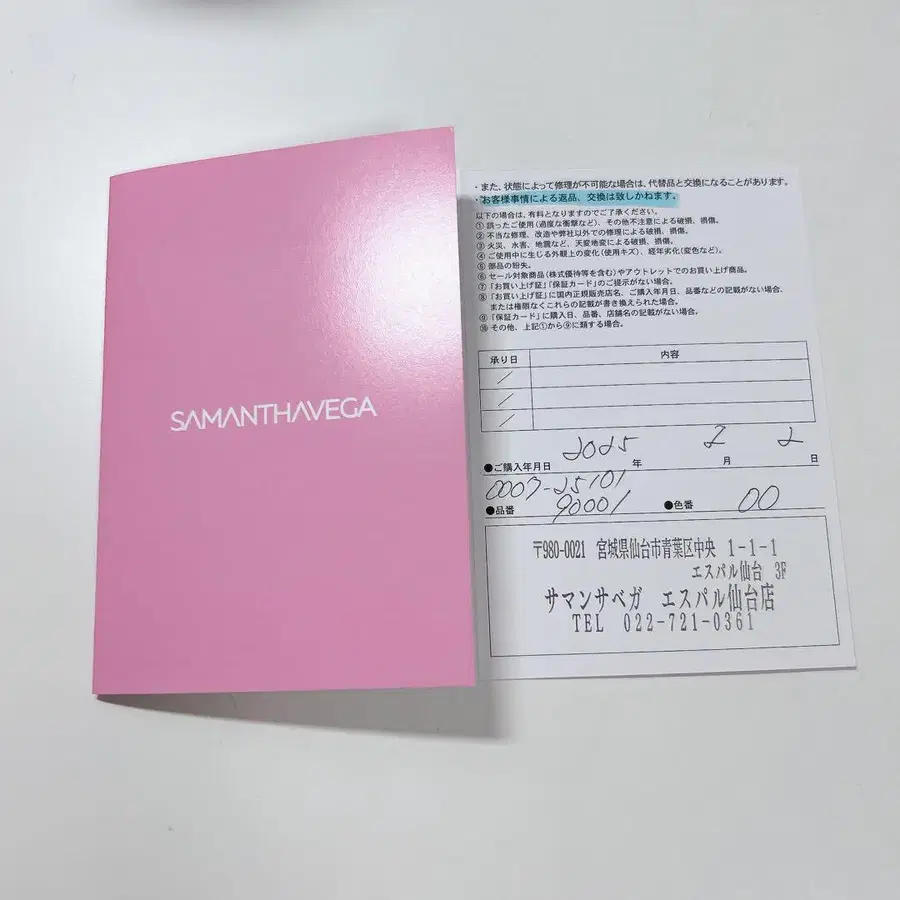 SAMANTHAVEGA
・また、状態によって修理が不可能な場合は、代替品と交換になることがあります。
・お客様事情による返品、交換は致しかねます。
以下の場合は、有料となりますのでご了承ください。
① 誤ったご使用(過度な衝撃など)、その他不注意による破損、損傷。
② 不当な修理、改造や弊社以外での修理による破損、損傷。
③ 火災、水害、地震など、天変地変による破損、損傷。
④ ご使用中に生じる外観上の変化(使用キズ)、経年劣化(変色など)。
⑤ 部品の紛失。
⑥ セール対象商品(株式優待等を含む)やアウトレットでのお買い上げ商品。
⑦ 「お買い上げ証」「保証カード」のご提示がない場合。
⑧ 「お買い上げ証」に国内正規販売店名、ご購入年月日、品番などの記載がない場合、
または権限なくこれらの記載が書き換えられた場合。
⑨ 「保証カード」に購入日、品番、店舗名の記載がない場合。
⑩ その他、上記①から⑨に類する場合。
承り日 内容
/
/
/
●ご購入年月日 2025 年 2 月 2 日
0007-25101
●品番 90001 ●色番 00
〒980-0021 宮城県仙台市青葉区中央 1-1-1
エスパル仙台 3F
サマンサベガ エスパル仙台店
TEL 022-721-0361